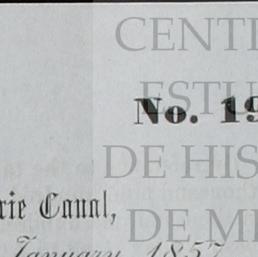 CENT
ESTU
No. 19
DE HIS
rie Canal,
DE M
January, 1857